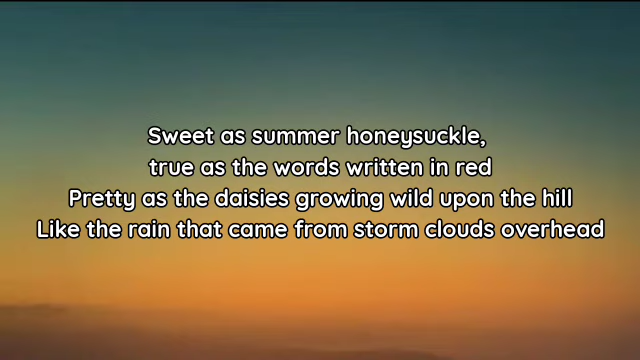 Sweet as summer honeysuckle,
true as the words written in red
Pretty as the daisies growing wild upon the hill
Like the rain that came from storm clouds overhead